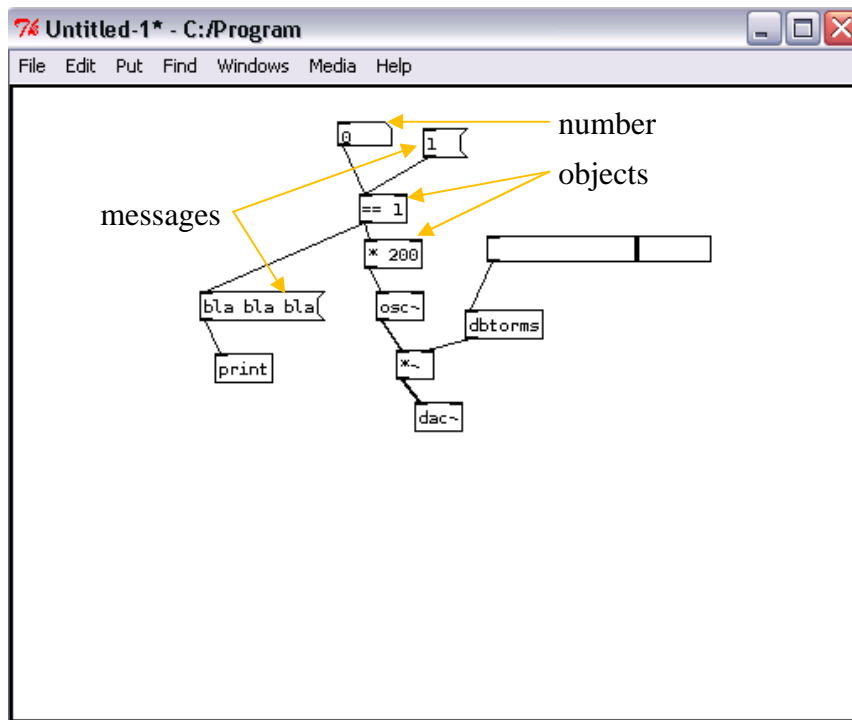 Untitled-1* - C:/Program
File Edit Put Find Windows Media Help
number
0
1
objects
== 1
messages
* 200
bla bla bla
osc~
dbtorms
print
*~
dac~